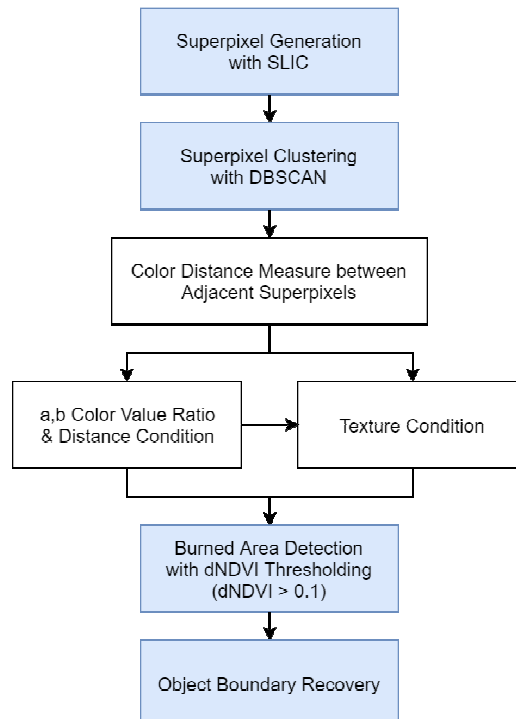 Superpixel Generation
with SLIC
Superpixel Clustering
with DBSCAN
Color Distance Measure between
Adjacent Superpixels
a,b Color Value Ratio
& Distance Condition
Texture Condition
Burned Area Detection
with dNDVI Thresholding
(dNDVI > 0.1)
Object Boundary Recovery